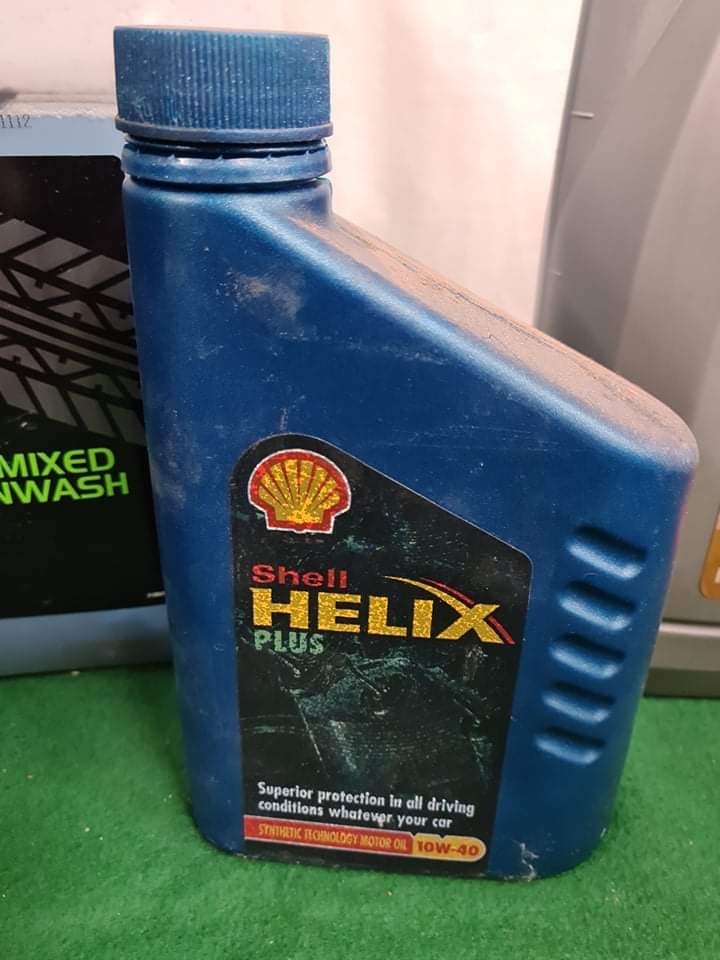 1112
MIXED
NWASH
Shell
HELIX
PLUS
Superior protection in all driving
conditions whatever your car
SYNTHETIC TECHNOLOGY MOTOR OIL 10W-40